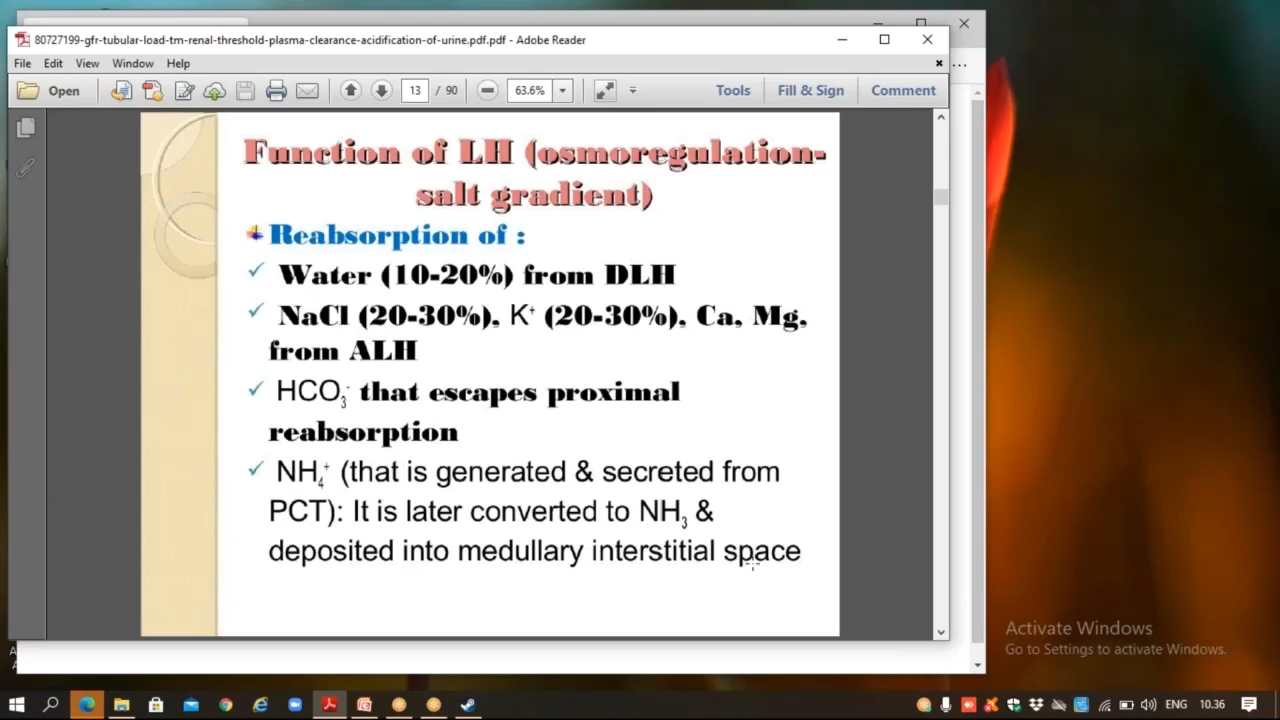 80727199-gfr-tubular-load-tm-renal-threshold-plasma-clearance-acidification-of-urine.pdf.pdf - Adobe Reader
File Edit View Window Help
Open 13 / 90 63.6% Tools Fill & Sign Comment
Function of LH (osmoregulation-
salt gradient)
Reabsorption of :
Water (10-20%) from DLH
NaCl (20-30%), K⁺ (20-30%), Ca, Mg,
from ALH
HCO₃⁻ that escapes proximal
reabsorption
NH₄⁺ (that is generated & secreted from
PCT): It is later converted to NH₃ &
deposited into medullary interstitial space
Activate Windows
Go to Settings to activate Windows.
ENG 10.36